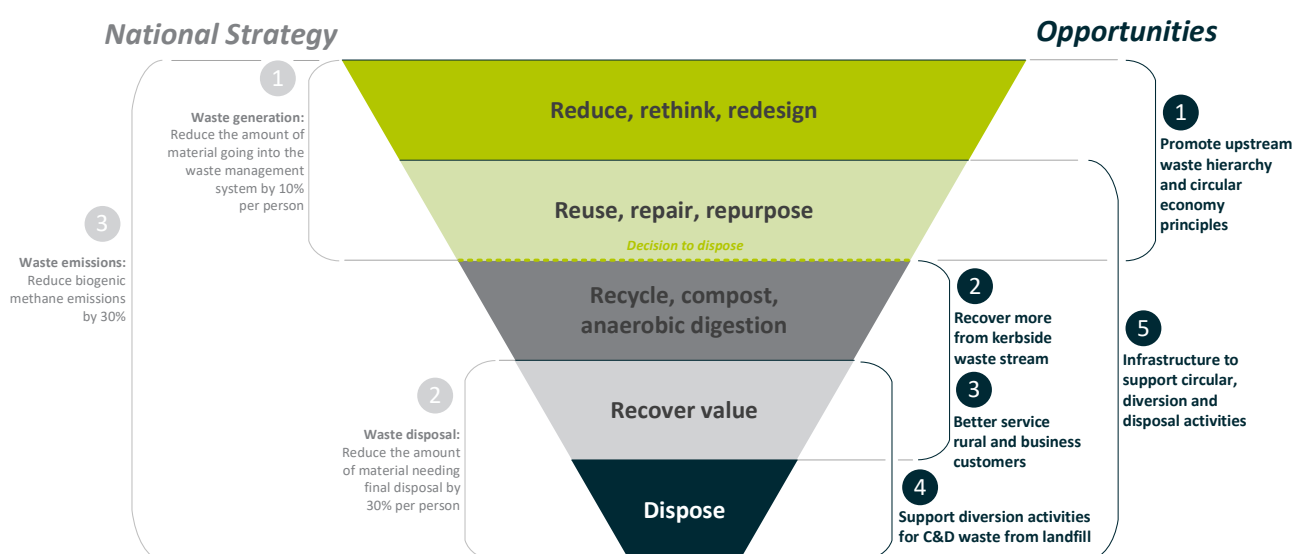 National Strategy
Opportunities
1
Waste generation:
Reduce the amount of
material going into the
waste management
system by 10%
per person
3
Waste emissions:
Reduce biogenic
methane emissions
by 30%
2
Waste disposal:
Reduce the amount
of material needing
final disposal by
30% per person
Reduce, rethink, redesign
Reuse, repair, repurpose
Decision to dispose
Recycle, compost,
anaerobic digestion
Recover value
Dispose
1
Promote upstream
waste hierarchy
and circular
economy
principles
2
Recover more
from kerbside
waste stream
3
Better service
rural and business
customers
4
Support diversion activities
for C&D waste from landfill
5
Infrastructure to
support circular,
diversion and
disposal activities